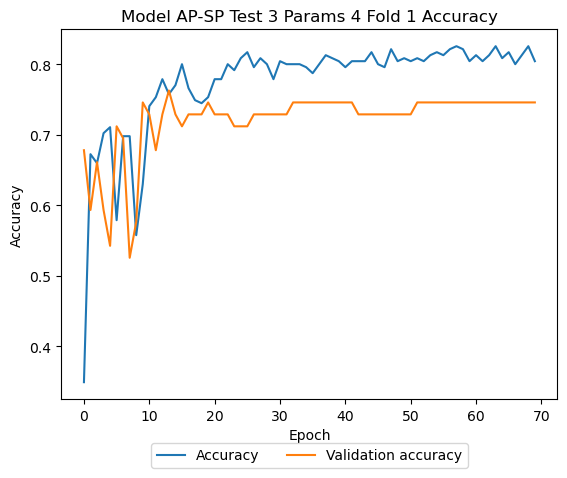 Model AP-SP Test 3 Params 4 Fold 1 Accuracy
Accuracy
0.8
0.7
0.6
0.5
0.4
0 10 20 30 40 50 60 70
Epoch
Accuracy Validation accuracy